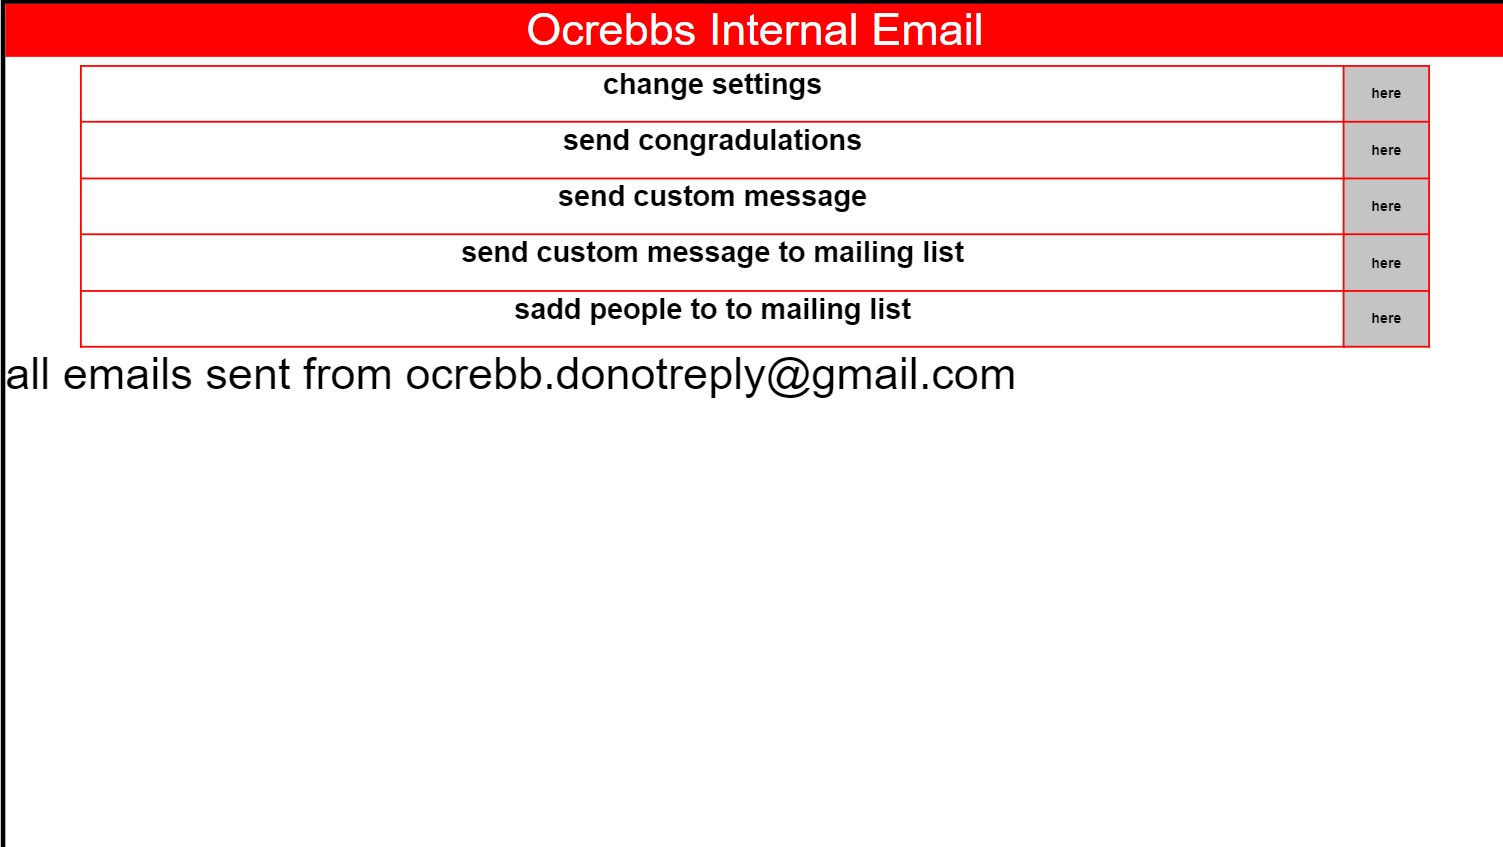 Ocrebbs Internal Email
change settings
here
send congradulations
here
send custom message
here
send custom message to mailing list
here
sadd people to to mailing list
here
all emails sent from ocrebb.donotreply@gmail.com